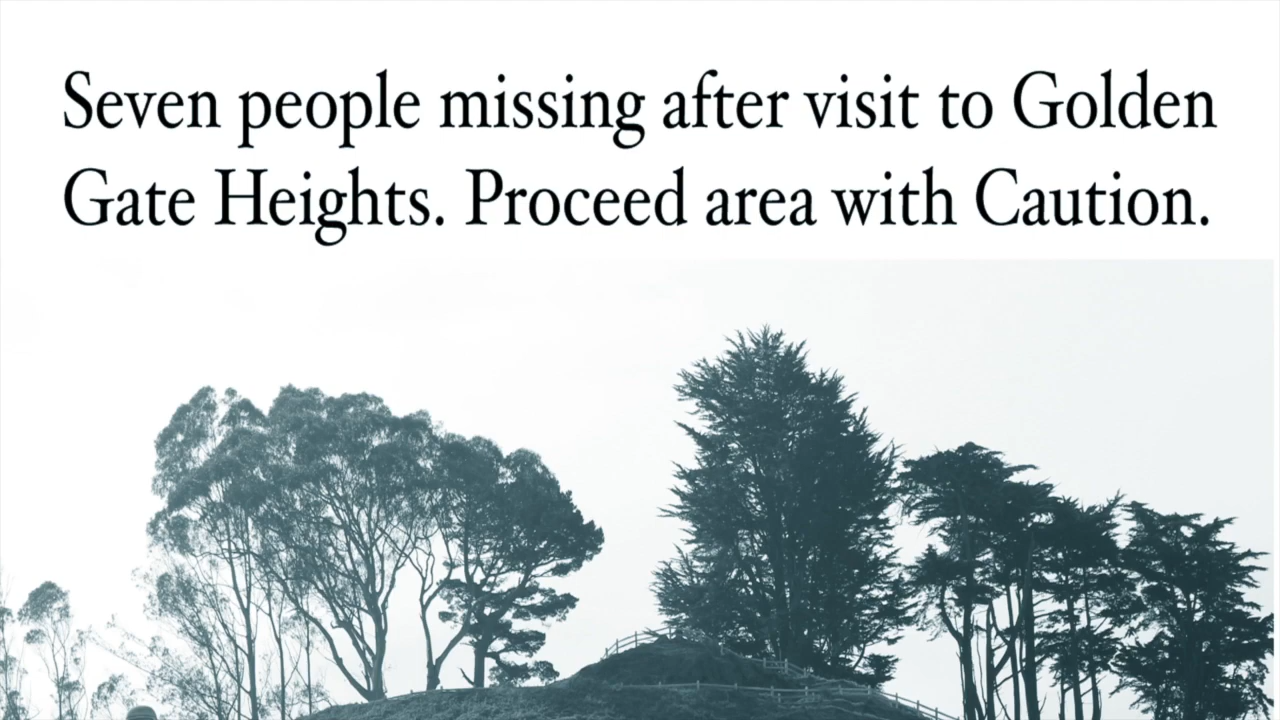 Seven people missing after visit to Golden
Gate Heights. Proceed area with Caution.